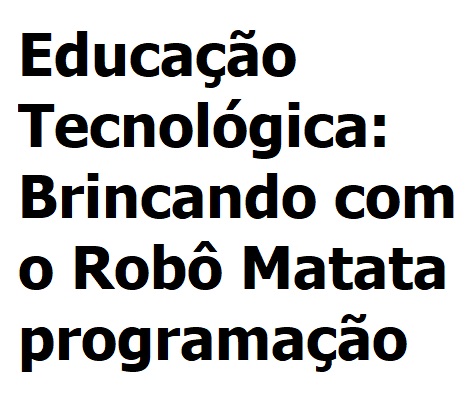 Educação
Tecnológica:
Brincando com
o Robô Matata
programação